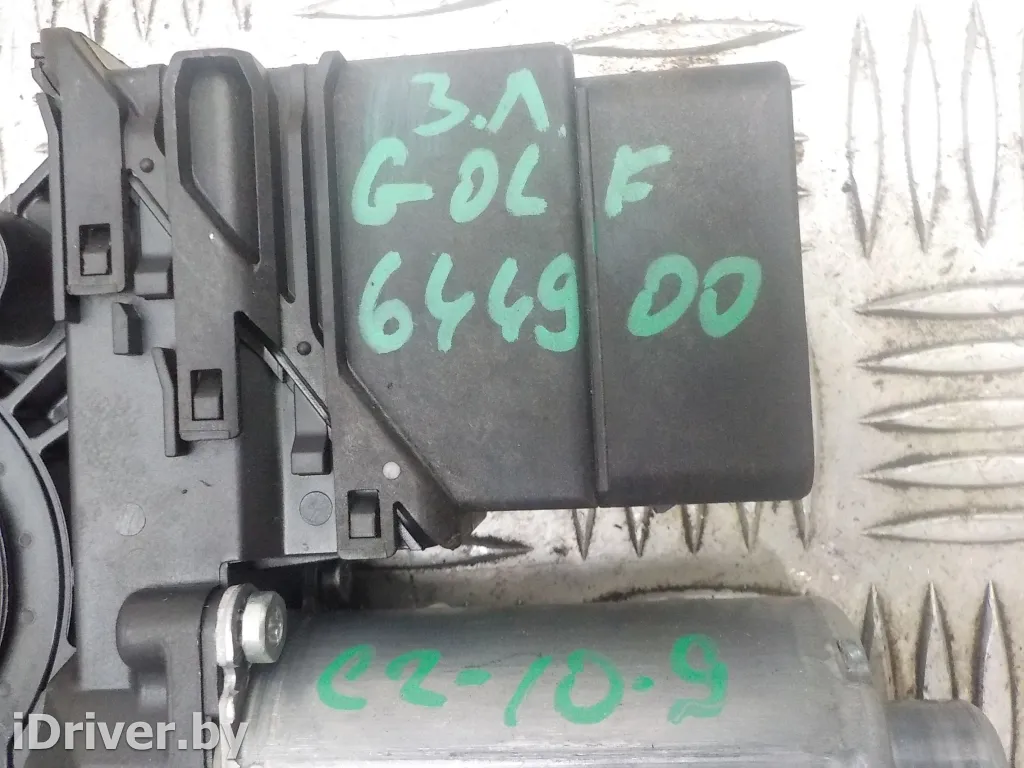 З.Л.
GOLF
644900
C2-10.9
iDriver.by